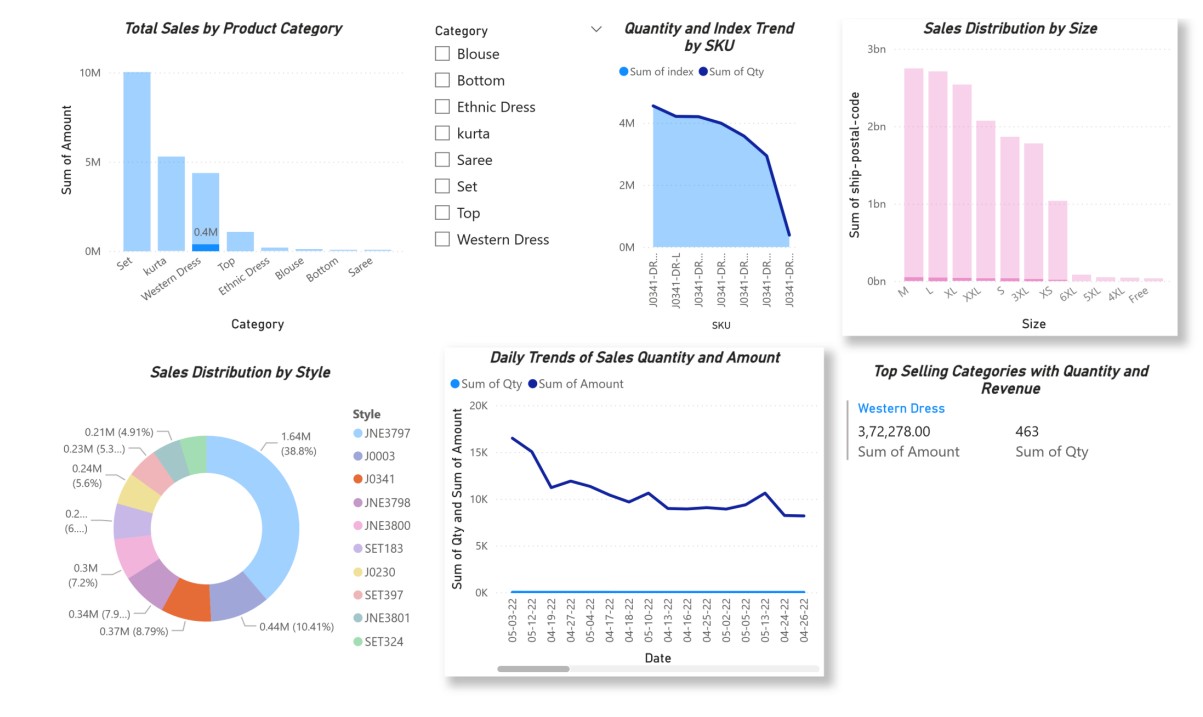 Total Sales by Product Category
Sum of Amount
10M
5M
0M
0.4M
Set
kurta
Western Dress
Top
Ethnic Dress
Blouse
Bottom
Saree
Category
Category
Blouse
Bottom
Ethnic Dress
kurta
Saree
Set
Top
Western Dress
Quantity and Index Trend
by SKU
Sum of index Sum of Qty
4M
2M
0M
J0341-DR...
J0341-DR-L
J0341-DR...
J0341-DR...
J0341-DR...
J0341-DR...
J0341-DR...
SKU
Sales Distribution by Size
Sum of ship-postal-code
3bn
2bn
1bn
0bn
M
L
XL
XXL
S
3XL
XS
6XL
5XL
4XL
Free
Size
Sales Distribution by Style
1.64M
(38.8%)
0.44M (10.41%)
0.37M (8.79%)
0.34M (7.9...)
0.3M
(7.2%)
0.2...
(6....)
0.24M
(5.6%)
0.23M (5.3...)
0.21M (4.91%)
Style
JNE3797
J0003
J0341
JNE3798
JNE3800
SET183
J0230
SET397
JNE3801
SET324
Daily Trends of Sales Quantity and Amount
Sum of Qty Sum of Amount
Sum of Qty and Sum of Amount
20K
15K
10K
5K
0K
05-03-22
05-12-22
04-19-22
04-27-22
05-04-22
04-17-22
04-18-22
05-10-22
04-13-22
04-16-22
04-25-22
05-02-22
05-05-22
05-13-22
04-24-22
04-26-22
Date
Top Selling Categories with Quantity and
Revenue
Western Dress
3,72,278.00 463
Sum of Amount Sum of Qty